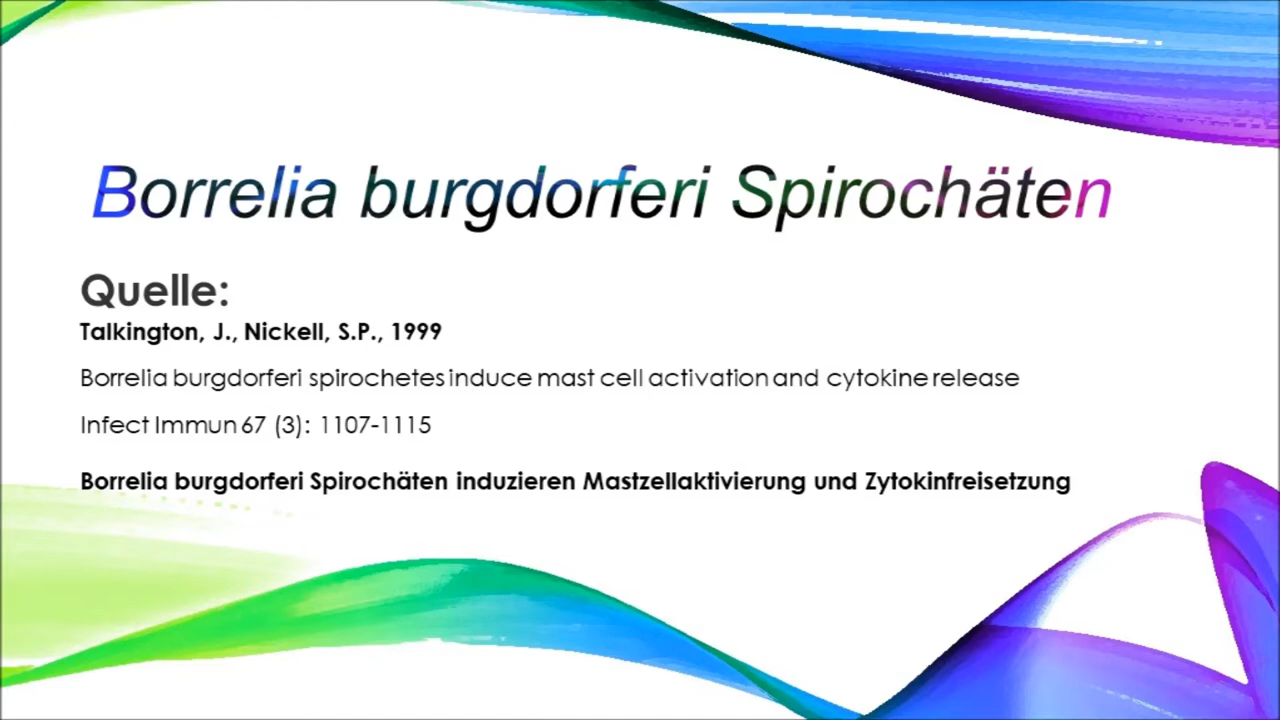 Borrelia burgdorferi Spirochäten
Quelle:
Talkington, J., Nickell, S.P., 1999
Borrelia burgdorferi spirochetes induce mast cell activation and cytokine release
Infect Immun 67 (3): 1107-1115
Borrelia burgdorferi Spirochäten induzieren Mastzellaktivierung und Zytokinfreisetzung